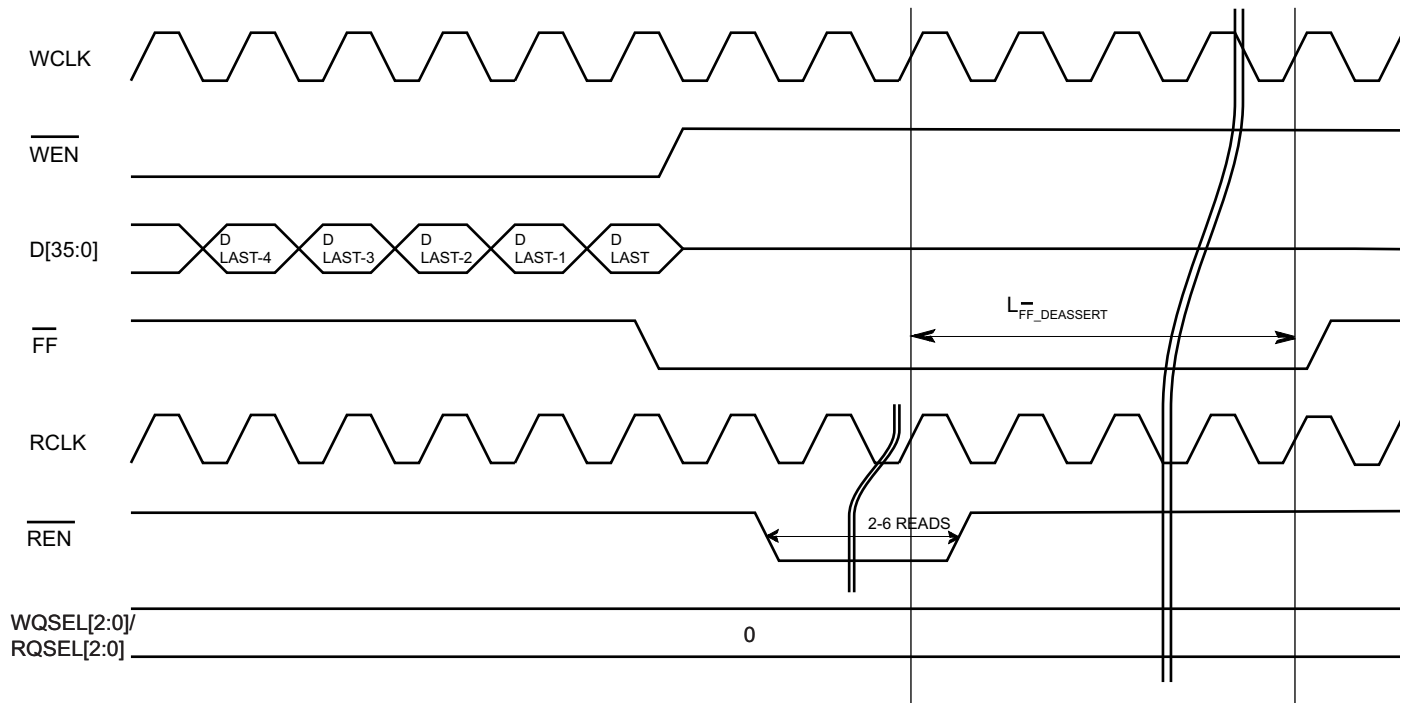 WCLK
WEN
D[35:0]
D
LAST-4
D
LAST-3
D
LAST-2
D
LAST-1
D
LAST
FF
LFF_DEASSERT
RCLK
REN
2-6 READS
WQSEL[2:0]/
RQSEL[2:0]
0